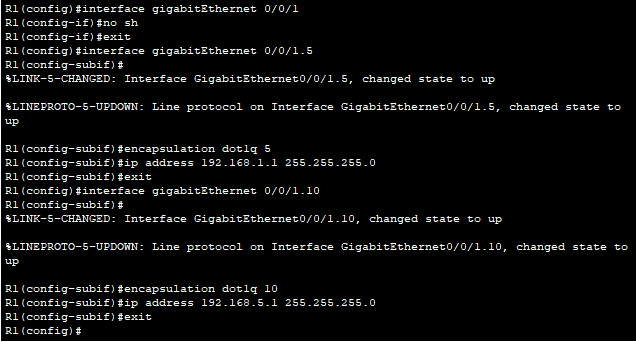 R1(config)#interface gigabitEthernet 0/0/1
R1(config-if)#no sh
R1(config-if)#exit
R1(config)#interface gigabitEthernet 0/0/1.5
R1(config-subif)#
%LINK-5-CHANGED: Interface GigabitEthernet0/0/1.5, changed state to up
%LINEPROTO-5-UPDOWN: Line protocol on Interface GigabitEthernet0/0/1.5, changed state to
up
R1(config-subif)#encapsulation dot1q 5
R1(config-subif)#ip address 192.168.1.1 255.255.255.0
R1(config-subif)#exit
R1(config)#interface gigabitEthernet 0/0/1.10
R1(config-subif)#
%LINK-5-CHANGED: Interface GigabitEthernet0/0/1.10, changed state to up
%LINEPROTO-5-UPDOWN: Line protocol on Interface GigabitEthernet0/0/1.10, changed state to
up
R1(config-subif)#encapsulation dot1q 10
R1(config-subif)#ip address 192.168.5.1 255.255.255.0
R1(config-subif)#exit
R1(config)#